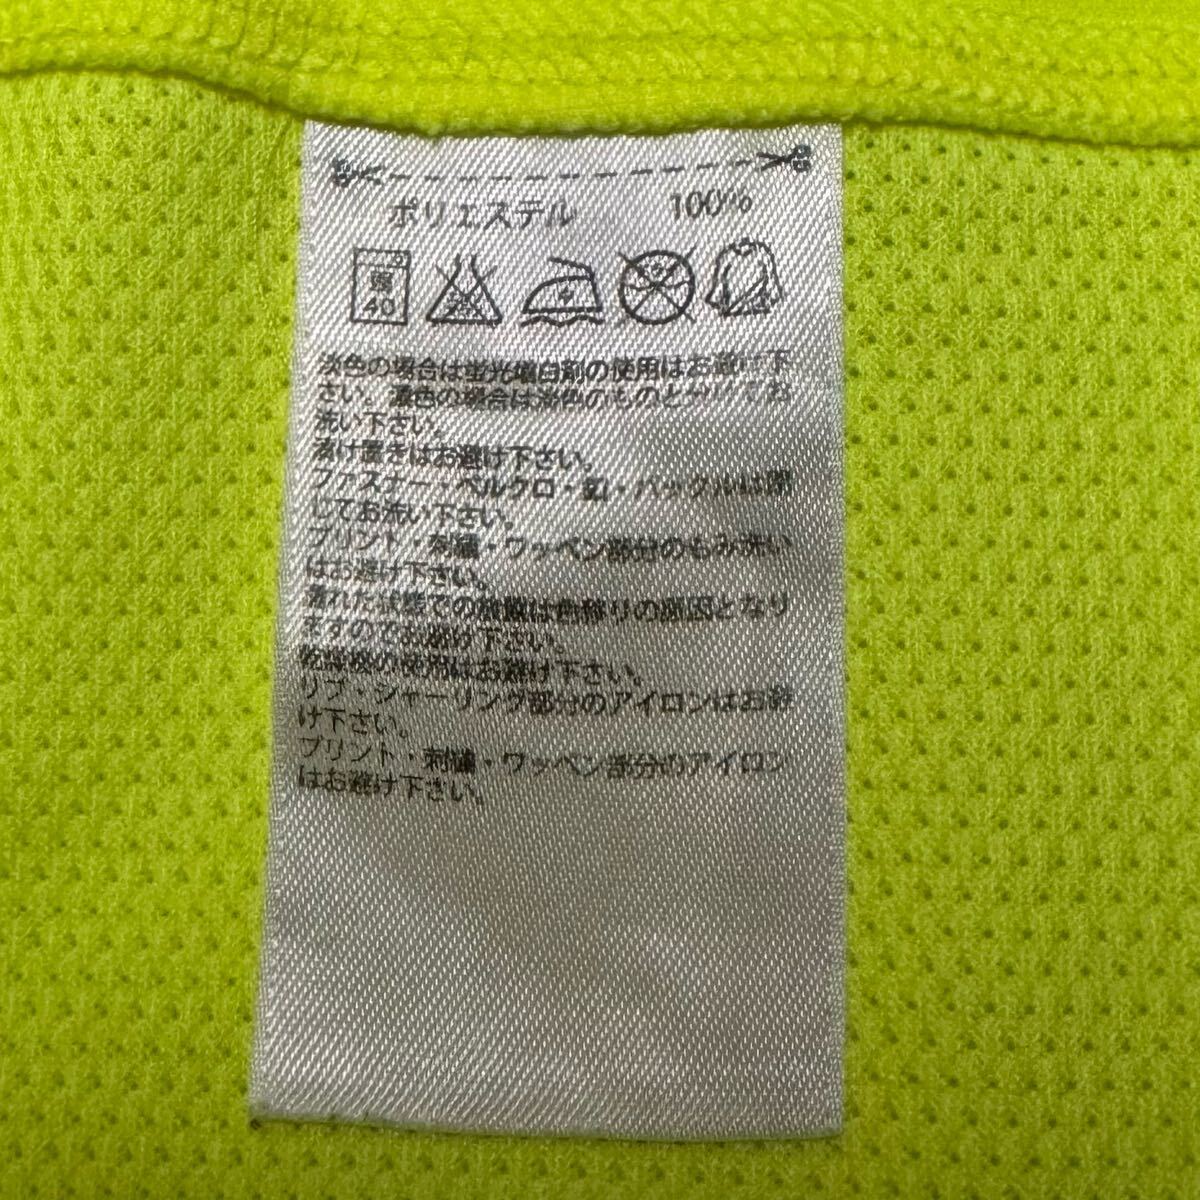 ポリエステル 100%
弱
40
淡色の場合は蛍光増白剤の使用はお避け下
さい。濃色の場合は淡色のものと一緒でお
洗い下さい。
漬け置きはお避け下さい。
ファスナー・ベルクロ・釦・バックルは閉
してお洗い下さい。
プリント・刺繍・ワッペン部分のもみ洗い
はお避け下さい。
濡れた状態での放置は色移りの原因となり
ますのでお避け下さい。
乾燥機の使用はお避け下さい。
リブ・シャーリング部分のアイロンはお避
け下さい。
プリント・刺繍・ワッペン部分のアイロン
はお避け下さい。